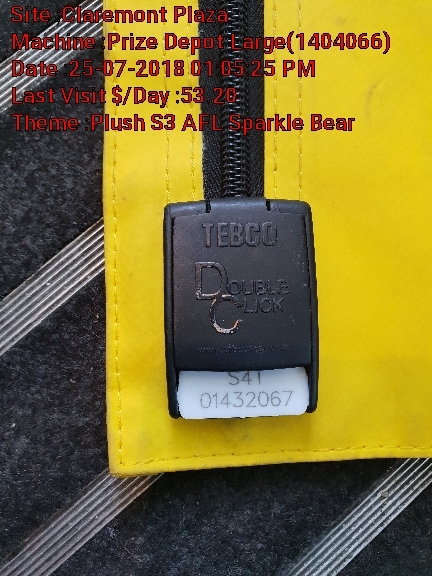 Site :Claremont Plaza
Machine :Prize Depot Large(1404066)
Date :25-07-2018 01:05:25 PM
Last Visit $/Day :53.20
Theme :Plush S3 AFL Sparkle Bear
TEBCO
DOUBLE
CLICK
S41
01432067